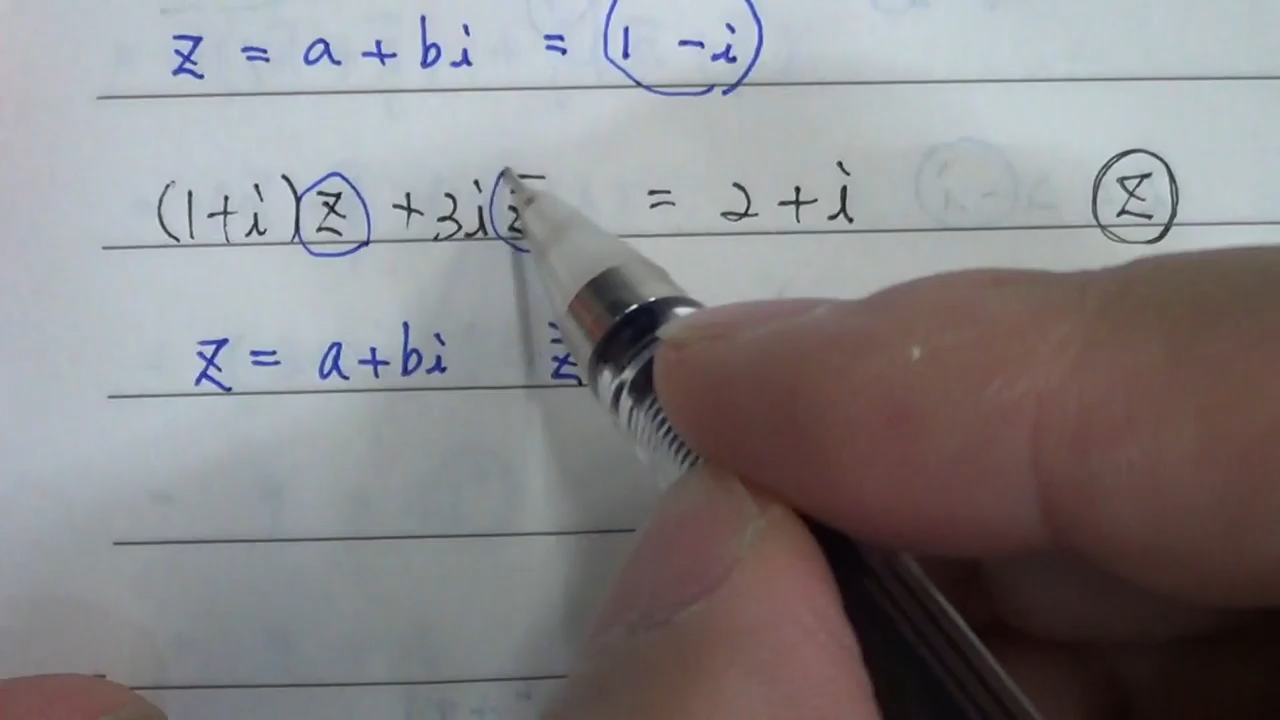 z = a + bi = 1 - i
(1+i)z + 3i z̄ = 2 + i z
z = a + bi z̄